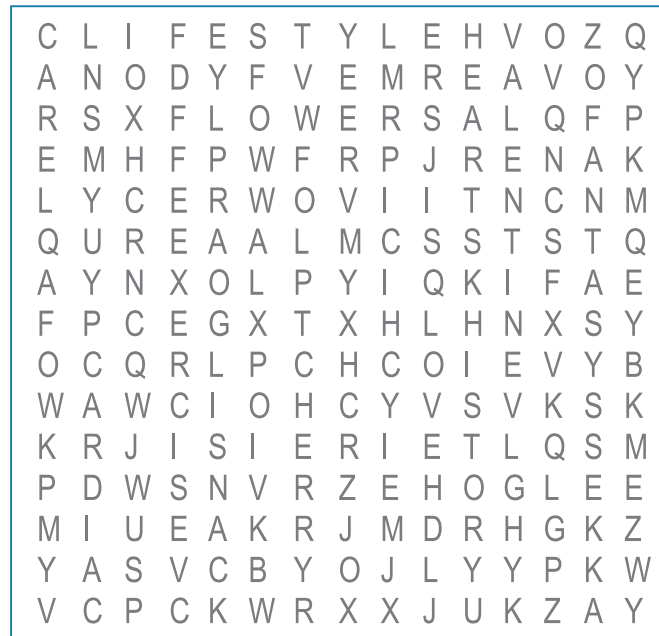 C L I F E S T Y L E H V O Z Q
A N O D Y F V E M R E A V O Y
R S X F L O W E R S A L Q F P
E M H F P W F R P J R E N A K
L Y C E R W O V I I T N C N M
Q U R E A A L M C S S T S T Q
A Y N X O L P Y I Q K I F A E
F P C E G X T X H L H N X S Y
O C Q R L P C H C O I E V Y B
W A W C I O H C Y V S V K S K
K R J I S I E R I E T L Q S M
P D W S N V R Z E H O G L E E
M I U E A K R J M D R H G K Z
Y A S V C B Y O J L Y Y P K W
V C P C K W R X X J U K Z A Y